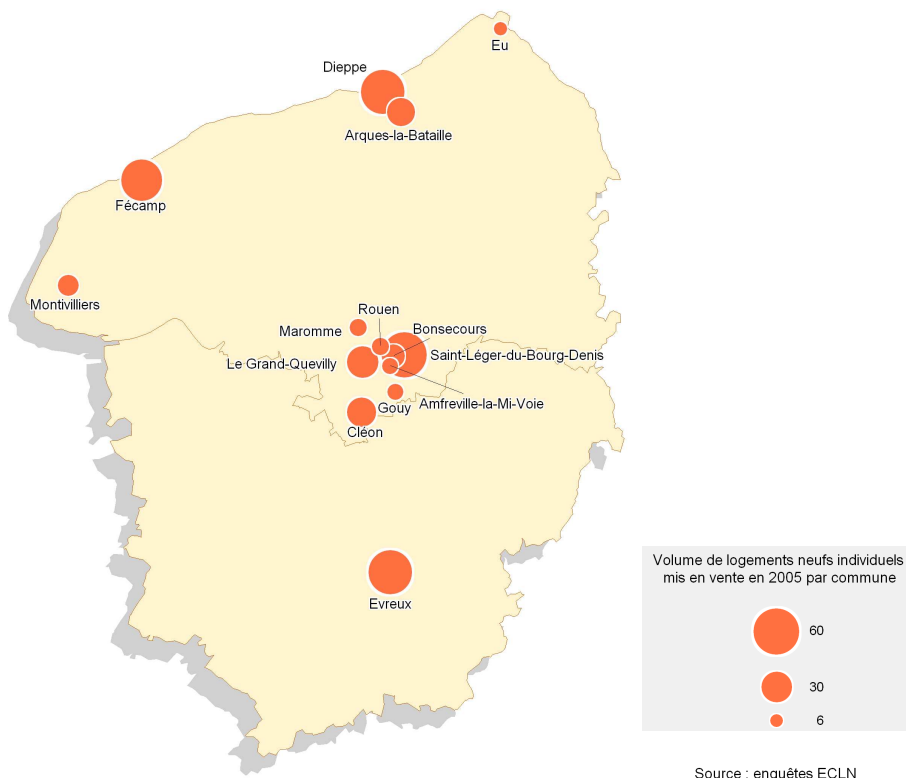 Eu
Dieppe
Arques-la-Bataille
Fécamp
Montivilliers
Rouen
Maromme
Bonsecours
Saint-Léger-du-Bourg-Denis
Le Grand-Quevilly
Amfreville-la-Mi-Voie
Gouy
Cléon
Evreux
Volume de logements neufs individuels
mis en vente en 2005 par commune
60
30
6
Source : enquêtes ECLN